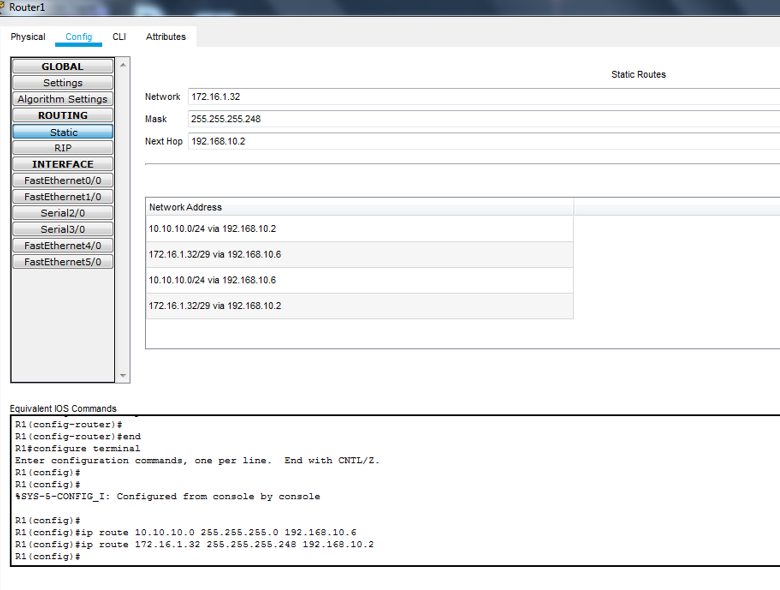 Router1
Physical Config CLI Attributes
GLOBAL
Settings
Algorithm Settings
ROUTING
Static
RIP
INTERFACE
FastEthernet0/0
FastEthernet1/0
Serial2/0
Serial3/0
FastEthernet4/0
FastEthernet5/0
Static Routes
Network 172.16.1.32
Mask 255.255.255.248
Next Hop 192.168.10.2
Network Address
10.10.10.0/24 via 192.168.10.2
172.16.1.32/29 via 192.168.10.6
10.10.10.0/24 via 192.168.10.6
172.16.1.32/29 via 192.168.10.2
Equivalent IOS Commands
R1(config-router)#
R1(config-router)#end
R1#configure terminal
Enter configuration commands, one per line. End with CNTL/Z.
R1(config)#
R1(config)#
%SYS-5-CONFIG_I: Configured from console by console
R1(config)#
R1(config)#ip route 10.10.10.0 255.255.255.0 192.168.10.6
R1(config)#ip route 172.16.1.32 255.255.255.248 192.168.10.2
R1(config)#